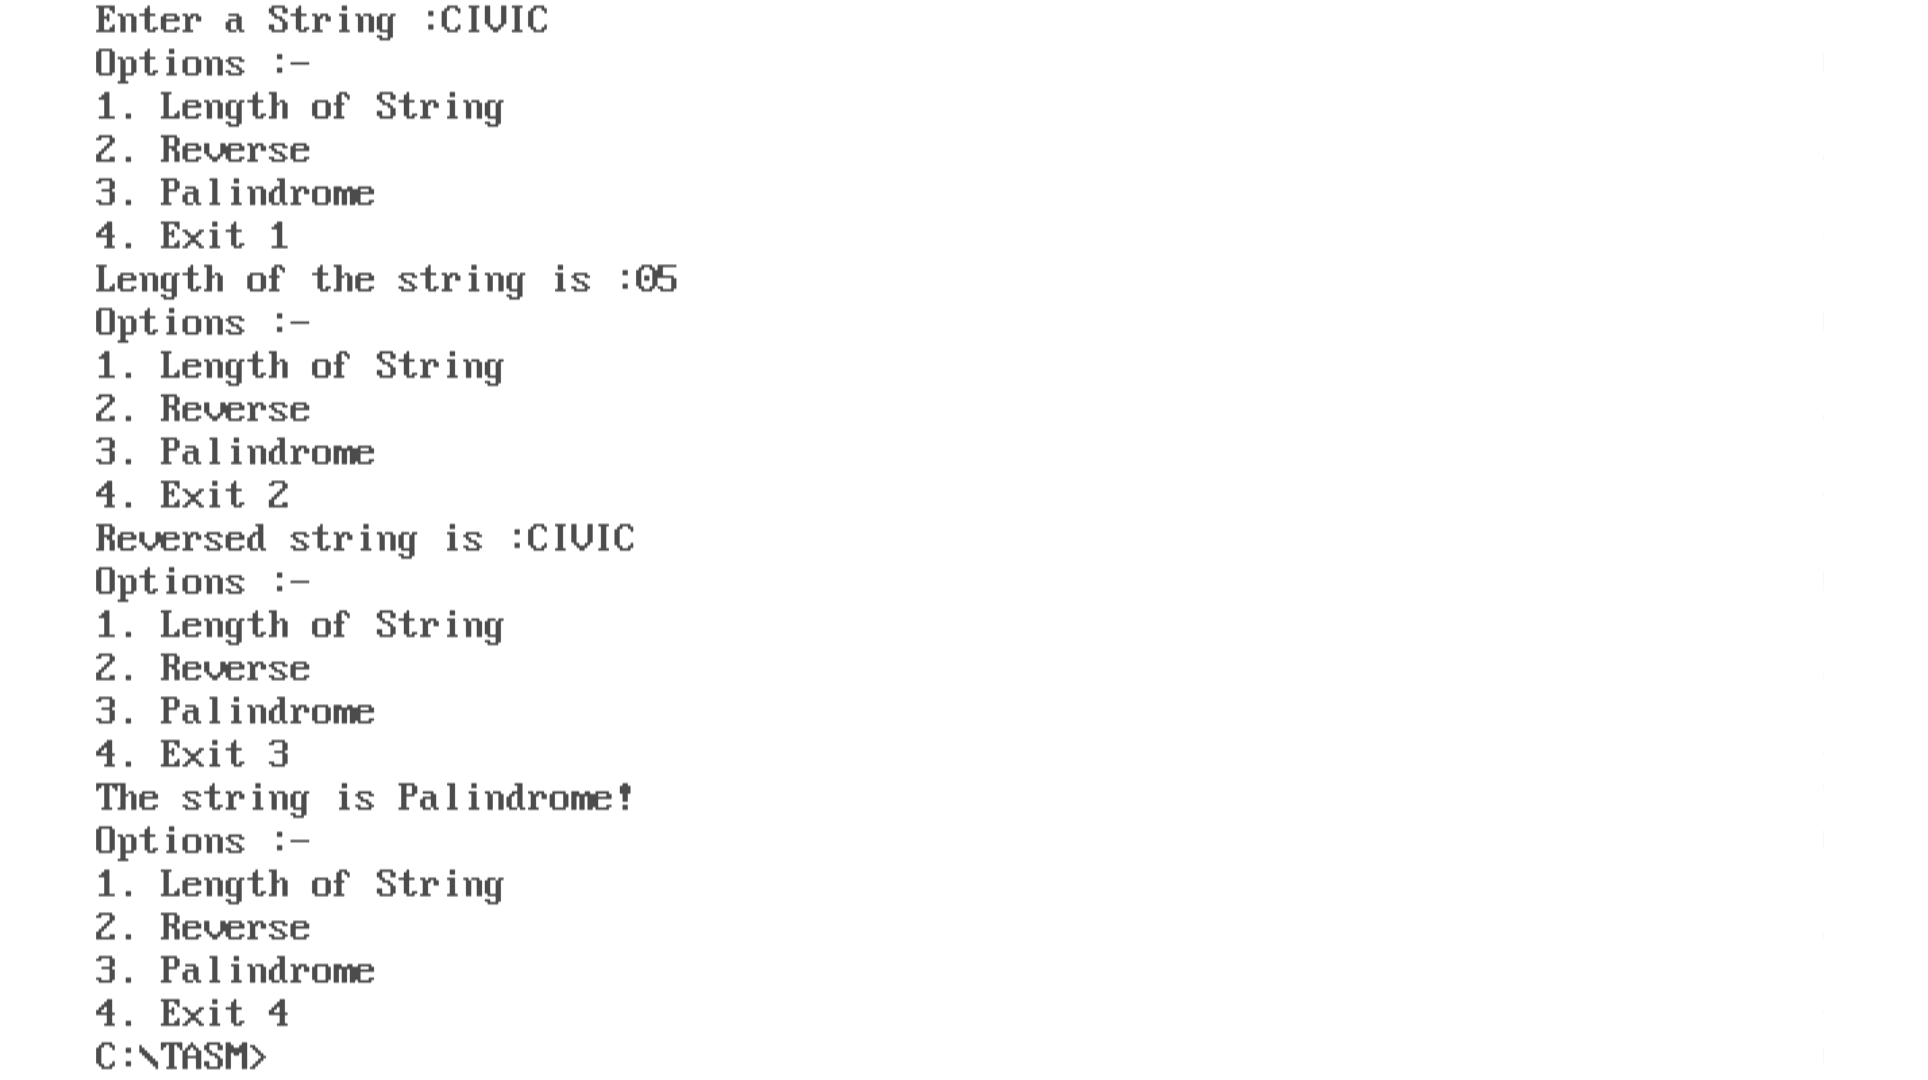 Enter a String :CIVIC
Options :-
1. Length of String
2. Reverse
3. Palindrome
4. Exit 1
Length of the string is :05
Options :-
1. Length of String
2. Reverse
3. Palindrome
4. Exit 2
Reversed string is :CIVIC
Options :-
1. Length of String
2. Reverse
3. Palindrome
4. Exit 3
The string is Palindrome!
Options :-
1. Length of String
2. Reverse
3. Palindrome
4. Exit 4
C:\TASM>